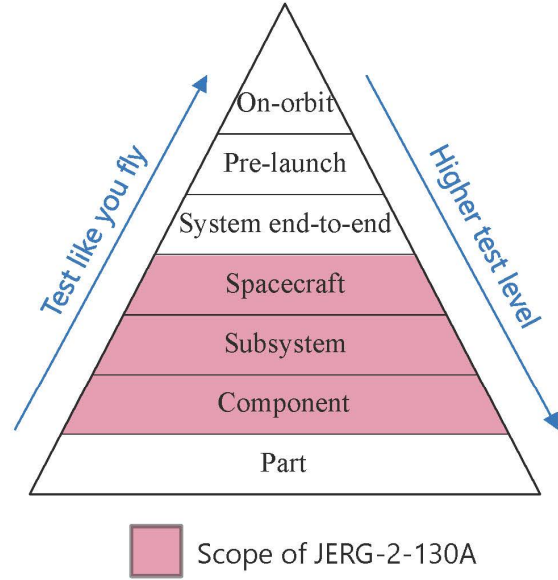 On-orbit
Pre-launch
System end-to-end
Spacecraft
Subsystem
Component
Part
Test like you fly
Higher test level
Scope of JERG-2-130A